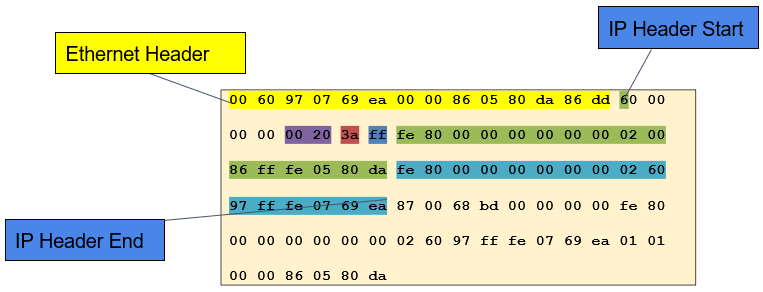 IP Header Start
Ethernet Header
00 60 97 07 69 ea 00 00 86 05 80 da 86 dd 60 00
00 00 00 20 3a ff fe 80 00 00 00 00 00 00 02 00
86 ff fe 05 80 da fe 80 00 00 00 00 00 00 02 60
97 ff fe 07 69 ea 87 00 68 bd 00 00 00 00 fe 80
00 00 00 00 00 00 02 60 97 ff fe 07 69 ea 01 01
00 00 86 05 80 da
IP Header End